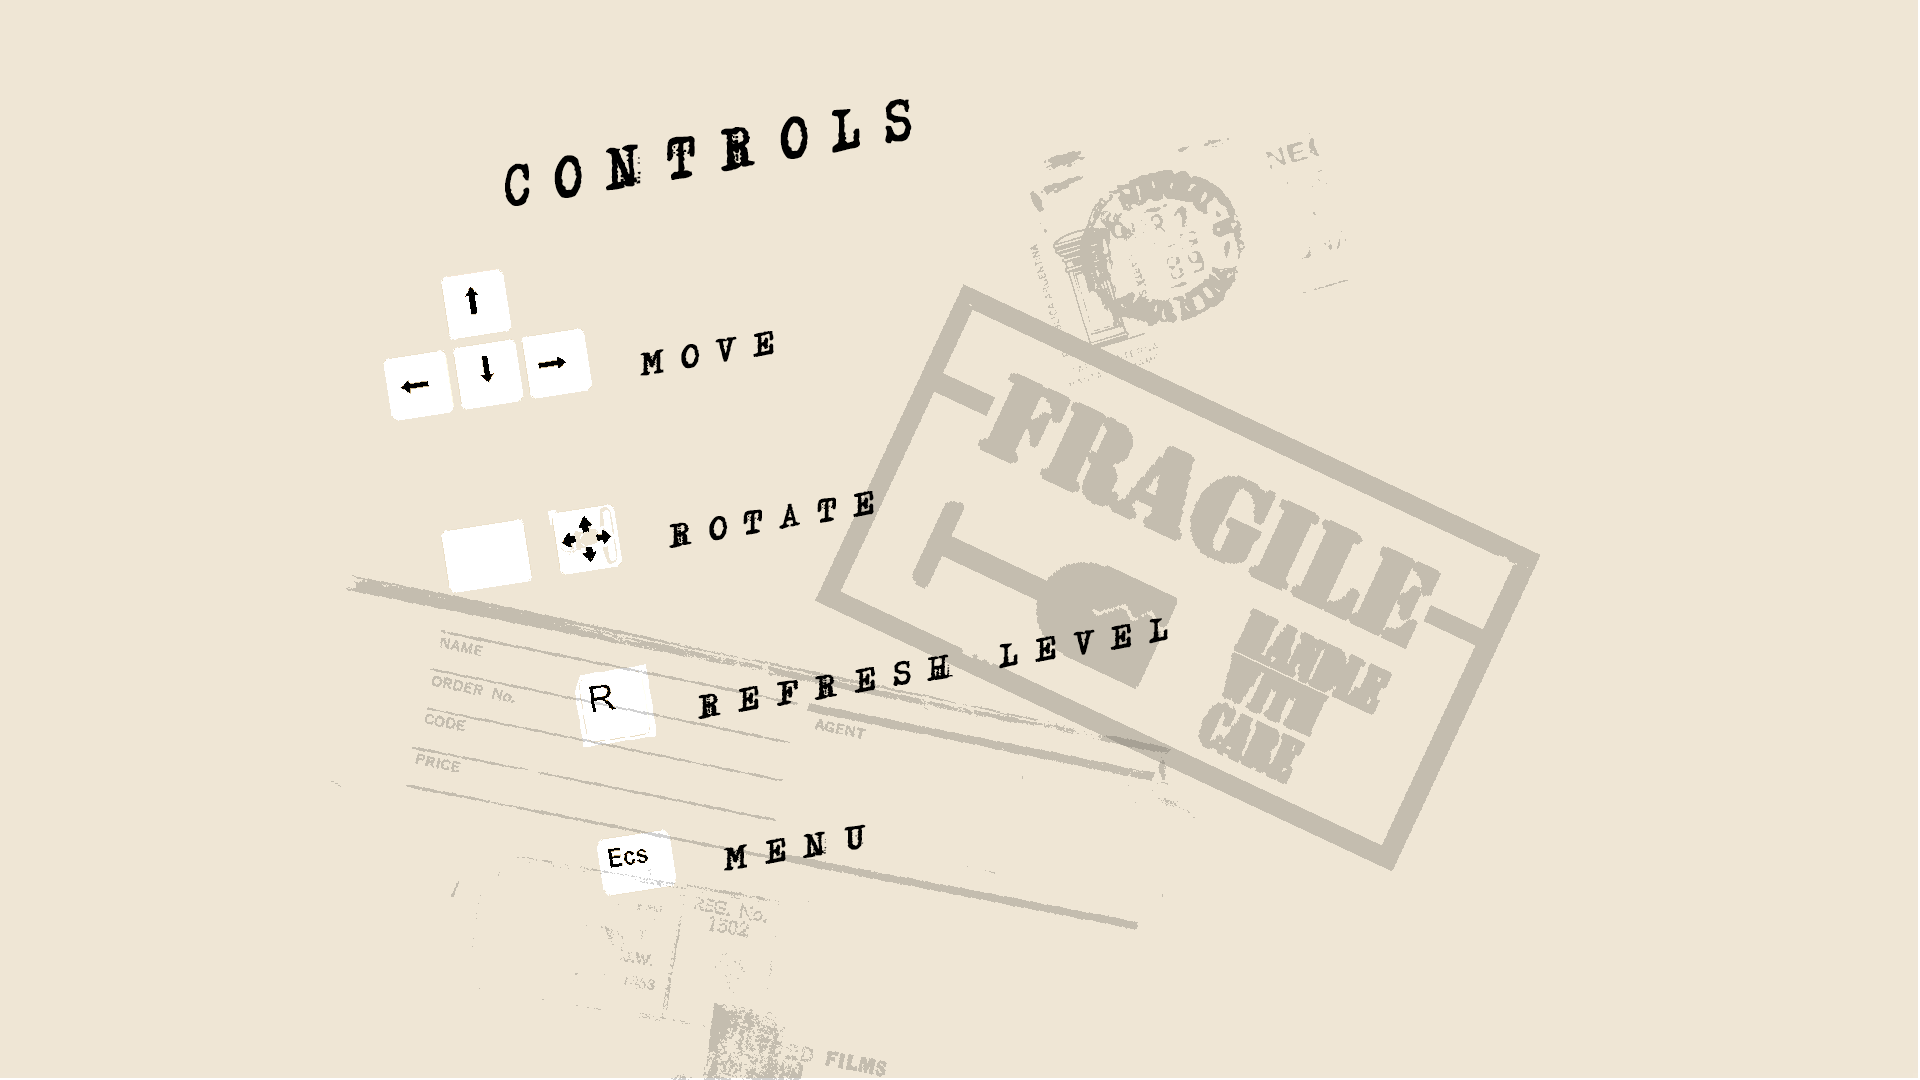 CONTROLS
↑
← ↓ →
MOVE
ROTATE
R
REFRESH LEVEL
Ecs
MENU
FRAGILE
HANDLE
WITH
CARE
NAME
ORDER No.
CODE
PRICE
AGENT
REG. No.
1302
FILMS